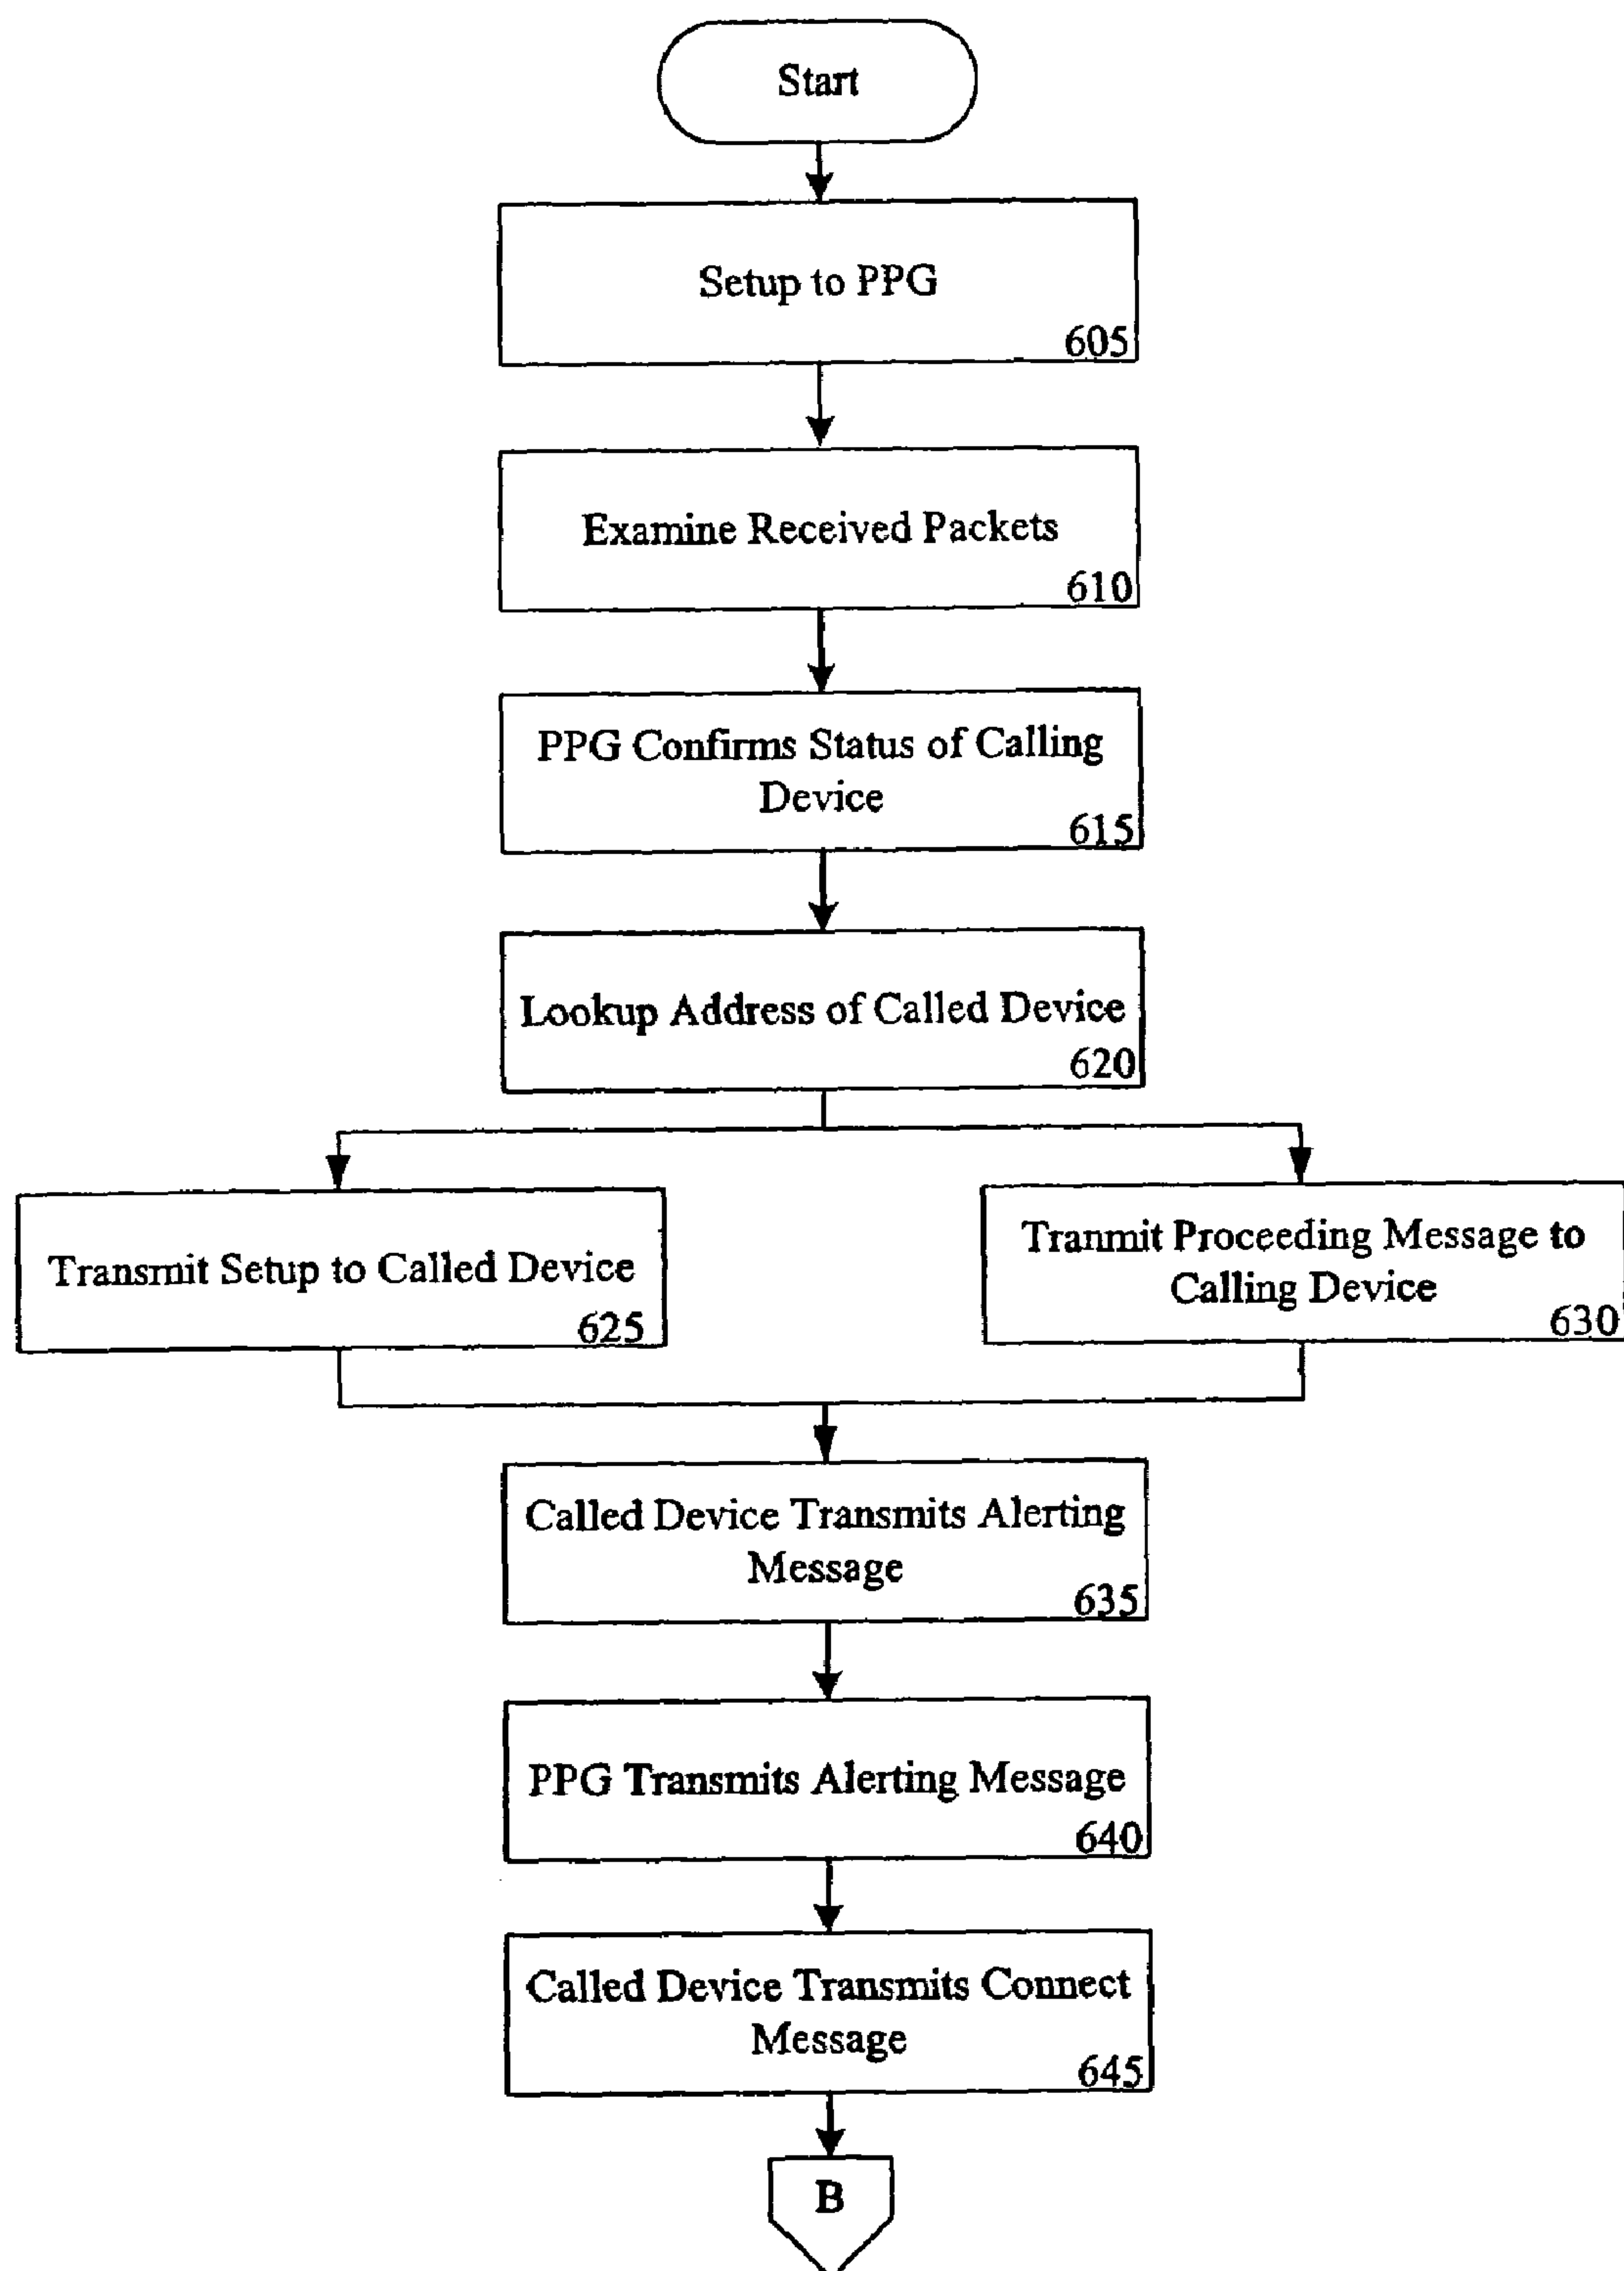 Start
Setup to PPG
605
Examine Received Packets
610
PPG Confirms Status of Calling
Device
615
Lookup Address of Called Device
620
Transmit Setup to Called Device
625
Tranmit Proceeding Message to
Calling Device
630
Called Device Transmits Alerting
Message
635
PPG Transmits Alerting Message
640
Called Device Transmits Connect
Message
645
B